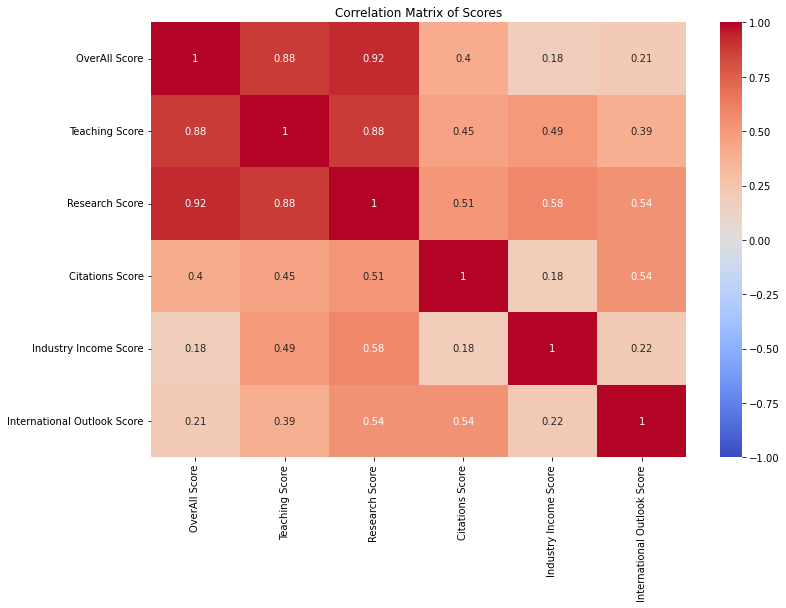 Correlation Matrix of Scores
OverAll Score 1 0.88 0.92 0.4 0.18 0.21
Teaching Score 0.88 1 0.88 0.45 0.49 0.39
Research Score 0.92 0.88 1 0.51 0.58 0.54
Citations Score 0.4 0.45 0.51 1 0.18 0.54
Industry Income Score 0.18 0.49 0.58 0.18 1 0.22
International Outlook Score 0.21 0.39 0.54 0.54 0.22 1
OverAll Score
Teaching Score
Research Score
Citations Score
Industry Income Score
International Outlook Score
1.00
0.75
0.50
0.25
0.00
−0.25
−0.50
−0.75
−1.00